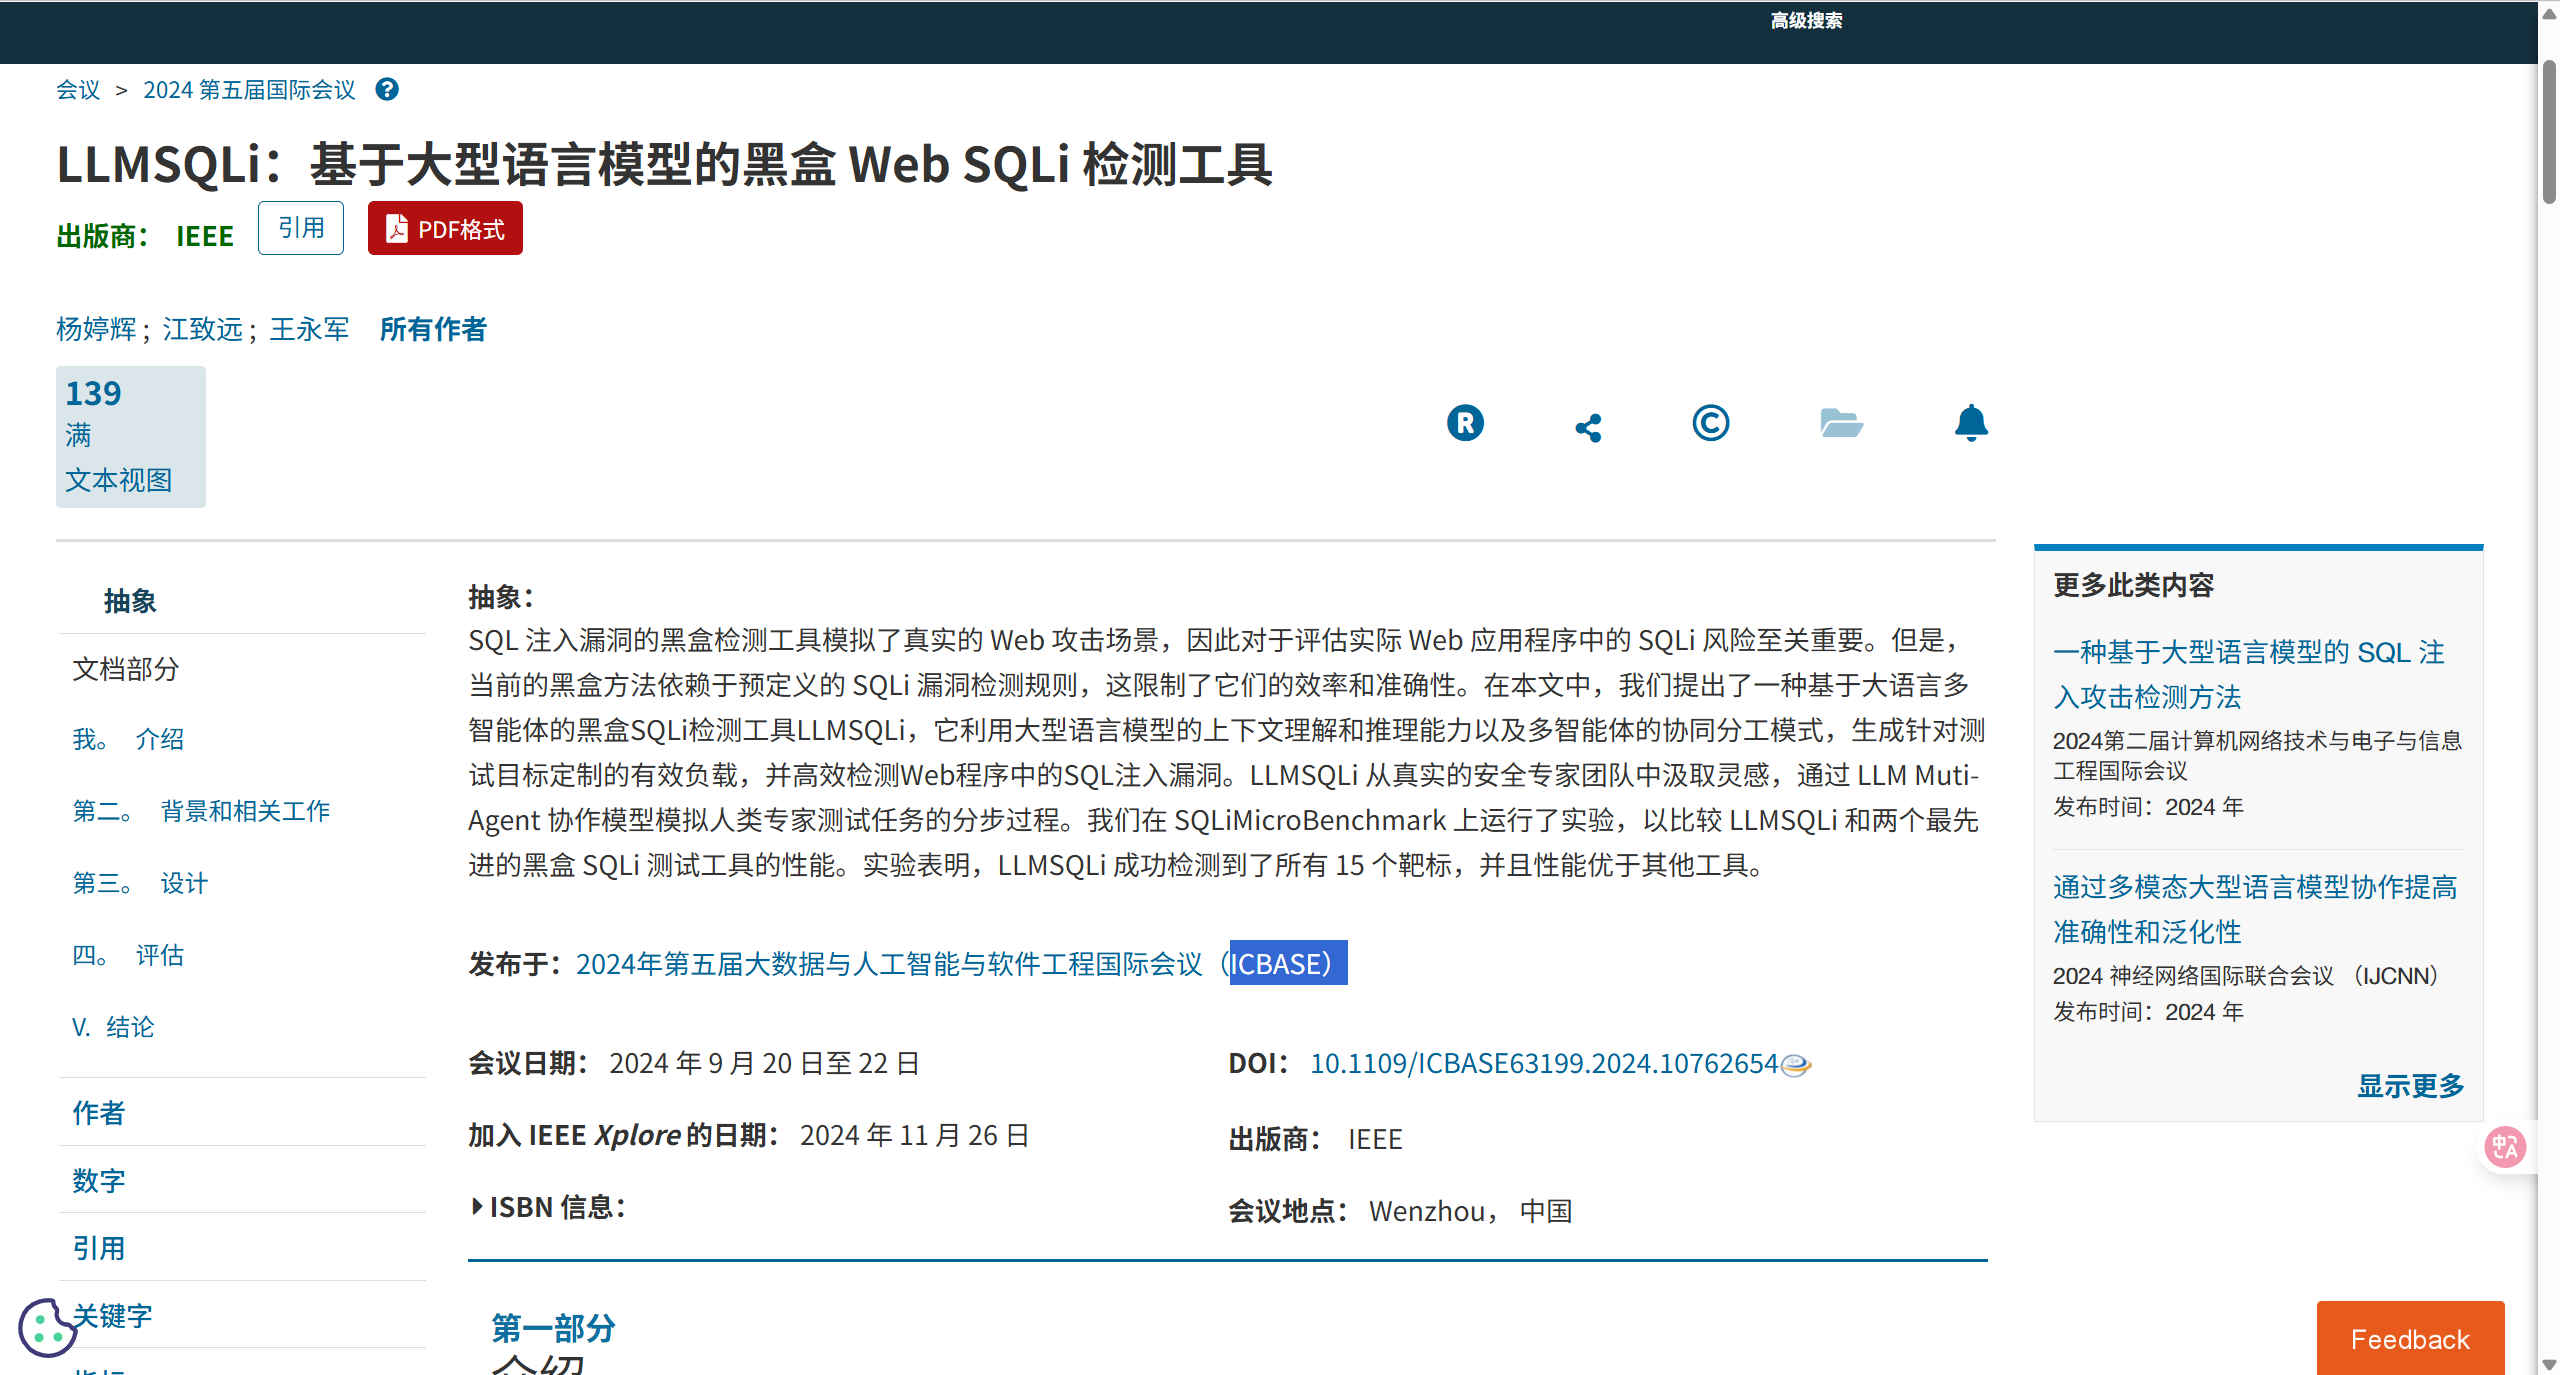 高级搜索
会议 > 2024 第五届国际会议
LLMSQLi：基于大型语言模型的黑盒 Web SQLi 检测工具
出版商： IEEE 引用 PDF格式
杨婷辉 ; 江致远 ; 王永军 所有作者
139
满
文本视图
抽象
文档部分
我。 介绍
第二。 背景和相关工作
第三。 设计
四。 评估
V. 结论
作者
数字
引用
关键字
抽象：
SQL 注入漏洞的黑盒检测工具模拟了真实的 Web 攻击场景，因此对于评估实际 Web 应用程序中的 SQLi 风险至关重要。但是，
当前的黑盒方法依赖于预定义的 SQLi 漏洞检测规则，这限制了它们的效率和准确性。在本文中，我们提出了一种基于大语言多
智能体的黑盒SQLi检测工具LLMSQLi，它利用大型语言模型的上下文理解和推理能力以及多智能体的协同分工模式，生成针对测
试目标定制的有效负载，并高效检测Web程序中的SQL注入漏洞。LLMSQLi 从真实的安全专家团队中汲取灵感，通过 LLM Muti-
Agent 协作模型模拟人类专家测试任务的分步过程。我们在 SQLiMicroBenchmark 上运行了实验，以比较 LLMSQLi 和两个最先
进的黑盒 SQLi 测试工具的性能。实验表明，LLMSQLi 成功检测到了所有 15 个靶标，并且性能优于其他工具。
发布于：2024年第五届大数据与人工智能与软件工程国际会议（ICBASE）
会议日期： 2024 年 9 月 20 日至 22 日
加入 IEEE Xplore 的日期： 2024 年 11 月 26 日
ISBN 信息：
DOI： 10.1109/ICBASE63199.2024.10762654
出版商： IEEE
会议地点： Wenzhou， 中国
第一部分
介绍
更多此类内容
一种基于大型语言模型的 SQL 注
入攻击检测方法
2024第二届计算机网络技术与电子与信息
工程国际会议
发布时间：2024 年
通过多模态大型语言模型协作提高
准确性和泛化性
2024 神经网络国际联合会议 （IJCNN）
发布时间：2024 年
显示更多
中A
Feedback